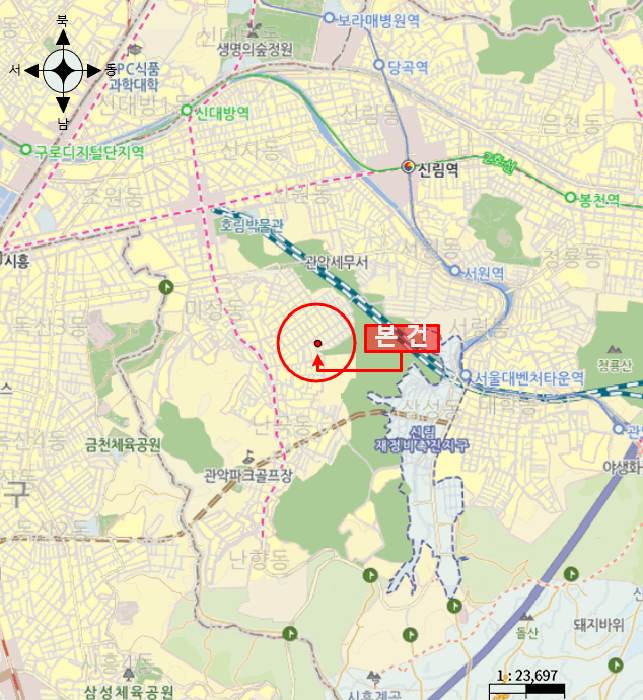 북
서
동
남
보라매병원역
신대방동
생명의숲정원
당곡역
SPC식품
과학대학
신대방1동
신대방역
신림동
은천동
구로디지털단지역
신사동
2호선
신림역
조원동
봉천역
호림박물관
관악세무서
시흥
서원역
청룡동
미성동
독산3동
본 건
서림동
청룡산
서울대벤처타운역
난곡동
삼성동
대학동
신림
재정비촉진지구
금천체육공원
독산4동
관악파크골프장
야생화
구
독산2동
난향동
돌산
돼지바위
시흥4동
1 : 23,697
삼성체육공원
시흥계곡